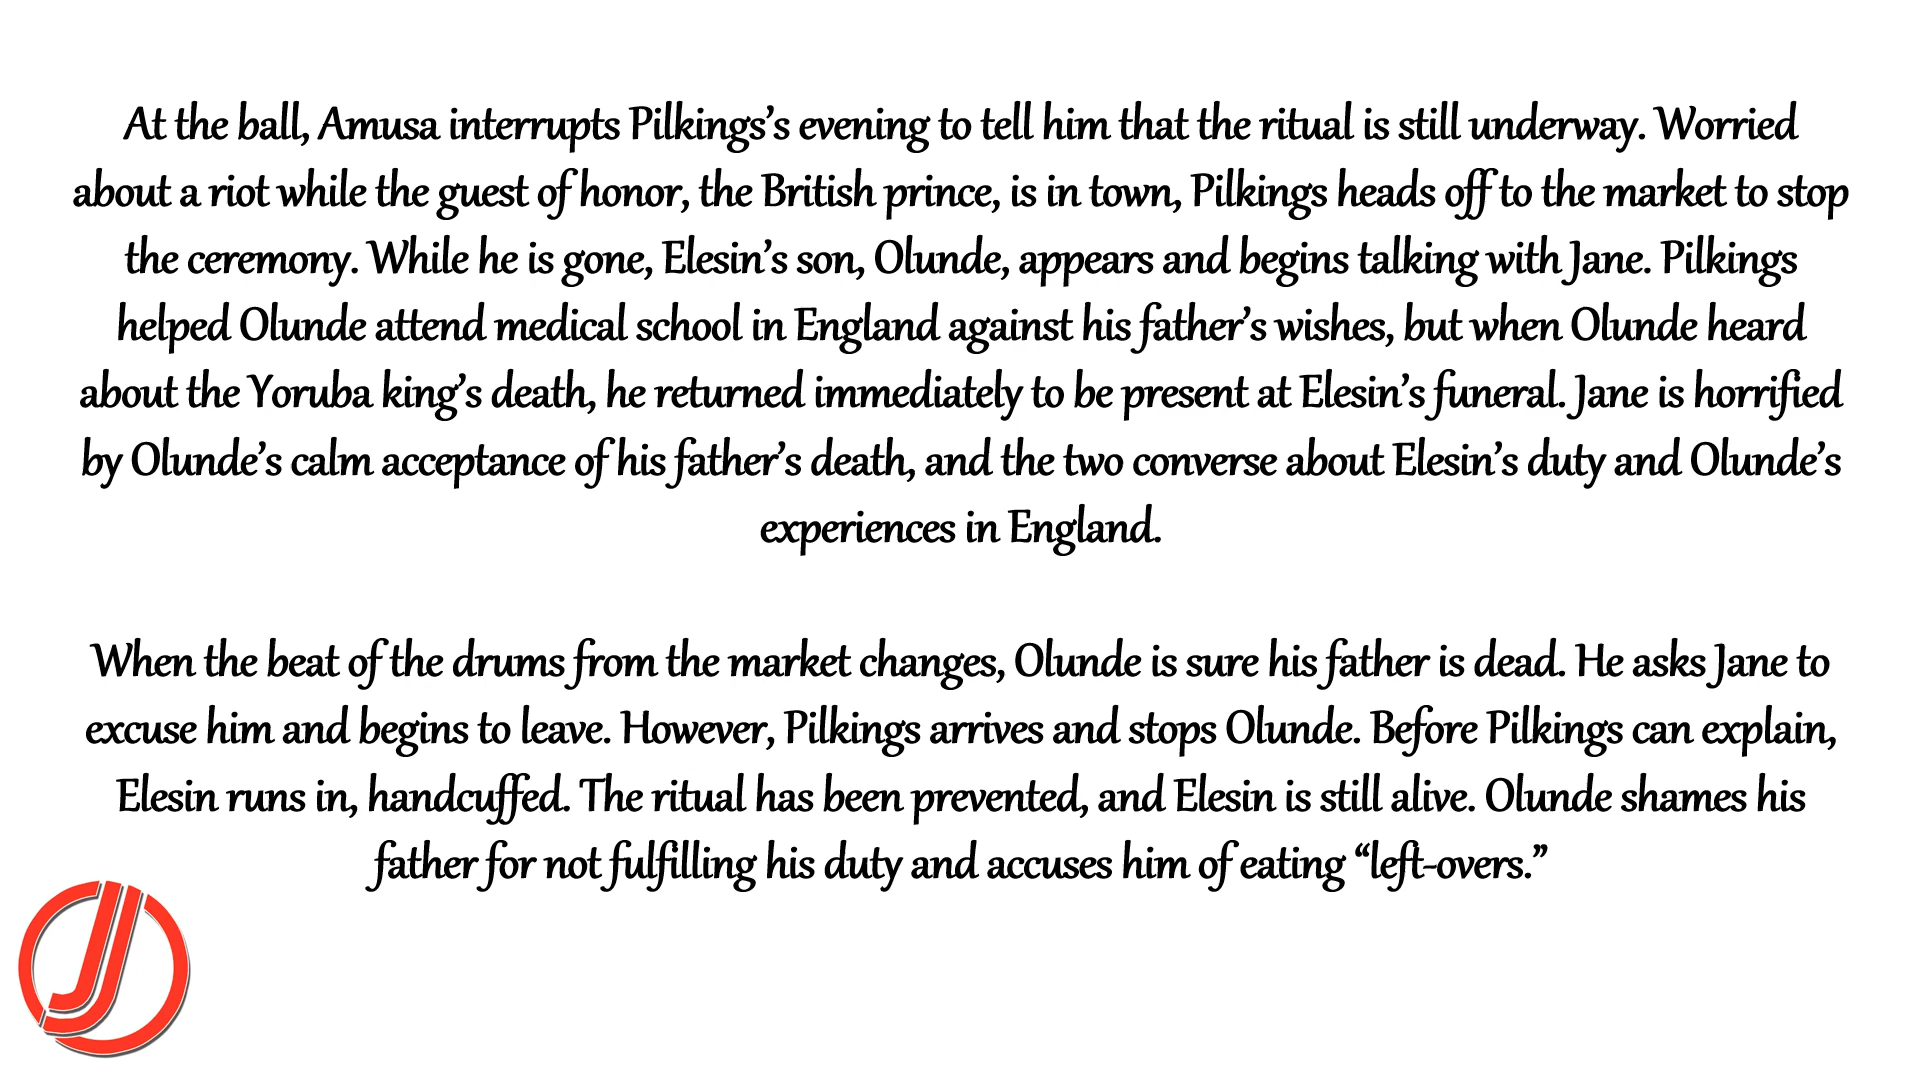 At the ball, Amusa interrupts Pilkings’s evening to tell him that the ritual is still underway. Worried
about a riot while the guest of honor, the British prince, is in town, Pilkings heads off to the market to stop
the ceremony. While he is gone, Elesin’s son, Olunde, appears and begins talking with Jane. Pilkings
helped Olunde attend medical school in England against his father’s wishes, but when Olunde heard
about the Yoruba king’s death, he returned immediately to be present at Elesin’s funeral. Jane is horrified
by Olunde’s calm acceptance of his father’s death, and the two converse about Elesin’s duty and Olunde’s
experiences in England.
When the beat of the drums from the market changes, Olunde is sure his father is dead. He asks Jane to
excuse him and begins to leave. However, Pilkings arrives and stops Olunde. Before Pilkings can explain,
Elesin runs in, handcuffed. The ritual has been prevented, and Elesin is still alive. Olunde shames his
father for not fulfilling his duty and accuses him of eating “left-overs.”